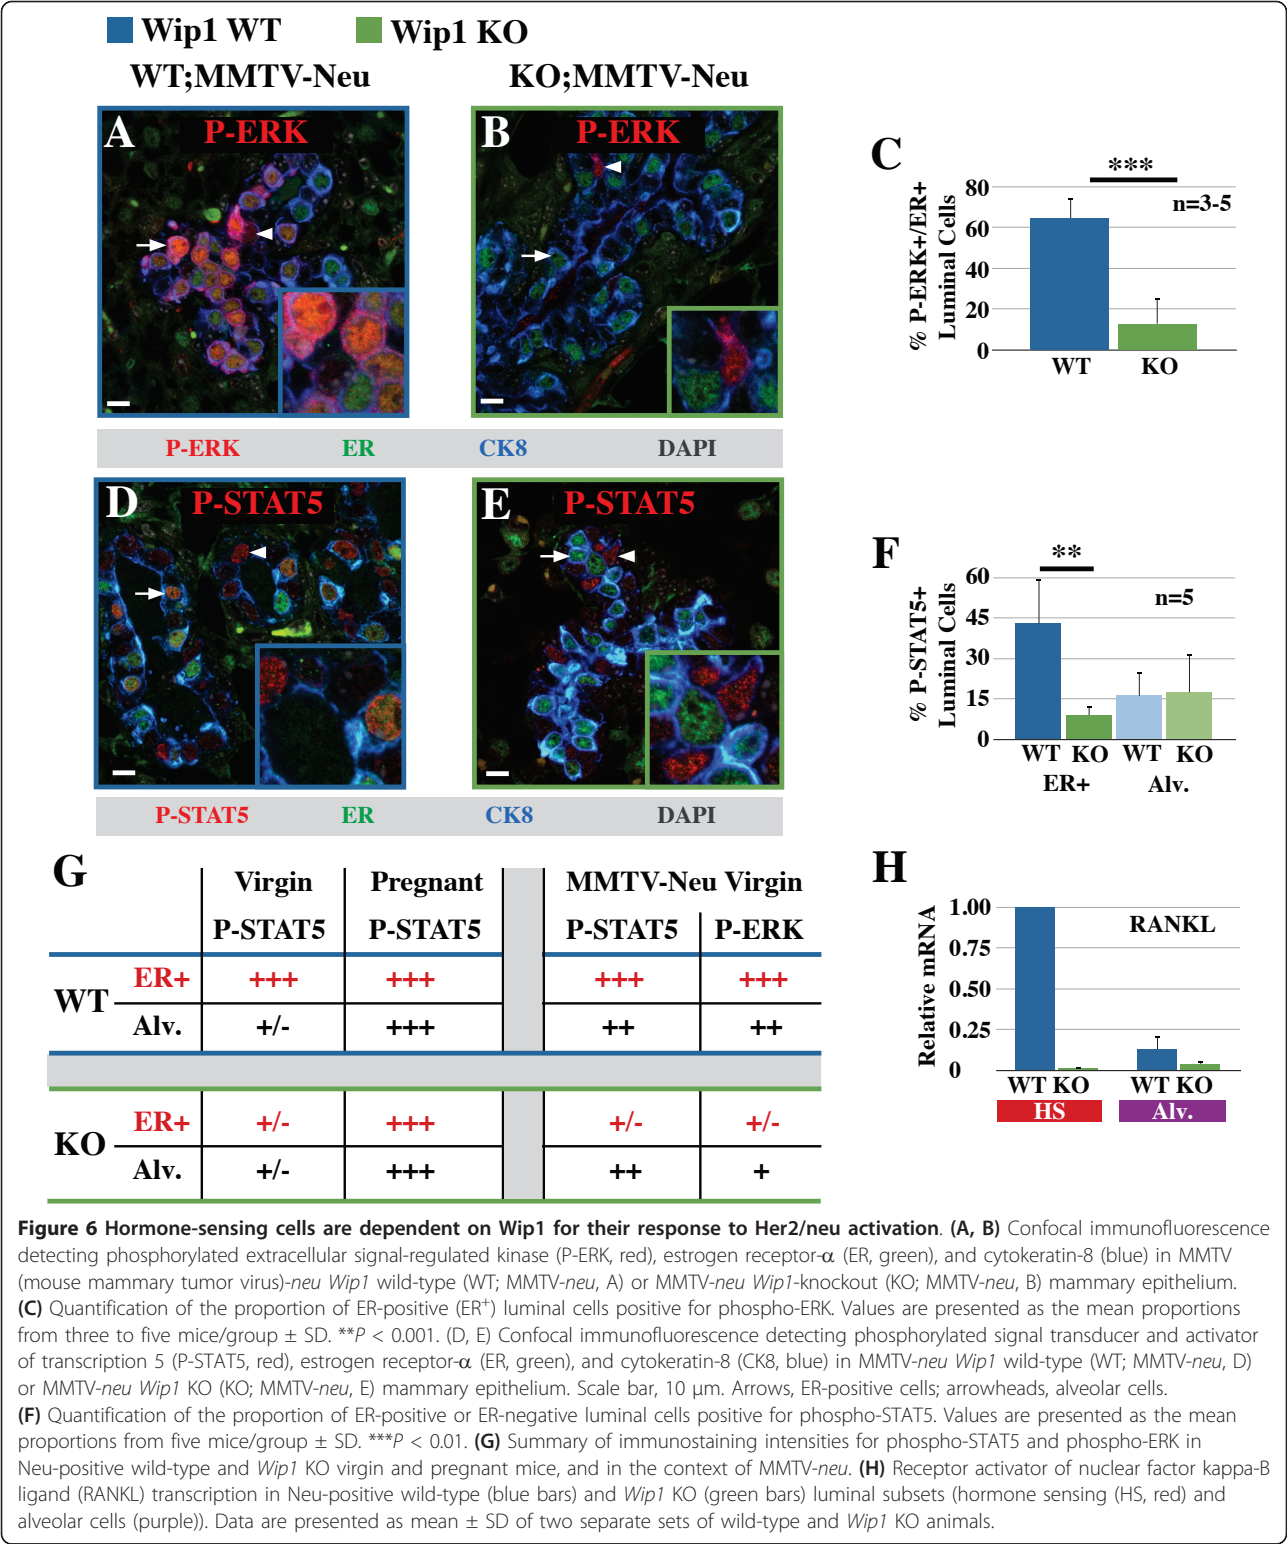 Wip1 WT
Wip1 KO
WT;MMTV-Neu
KO;MMTV-Neu
A
P-ERK
B
P-ERK
P-ERK ER CK8 DAPI
C
% P-ERK+/ER+
Luminal Cells
80
60
40
20
0
***
n=3-5
WT
KO
D
P-STAT5
E
P-STAT5
P-STAT5 ER CK8 DAPI
F
% P-STAT5+
Luminal Cells
60
45
30
15
0
**
n=5
WT KO WT KO
ER+ Alv.
G
Virgin Pregnant MMTV-Neu Virgin
P-STAT5 P-STAT5 P-STAT5 P-ERK
WT
ER+ +++ +++ +++ +++
Alv. +/- +++ ++ ++
KO
ER+ +/- +++ +/- +/-
Alv. +/- +++ ++ +
H
Relative mRNA
1.00
0.75
0.50
0.25
0
RANKL
WT KO WT KO
HS Alv.
Figure 6 Hormone-sensing cells are dependent on Wip1 for their response to Her2/neu activation. (A, B) Confocal immunofluorescence
detecting phosphorylated extracellular signal-regulated kinase (P-ERK, red), estrogen receptor-α (ER, green), and cytokeratin-8 (blue) in MMTV
(mouse mammary tumor virus)-neu Wip1 wild-type (WT; MMTV-neu, A) or MMTV-neu Wip1-knockout (KO; MMTV-neu, B) mammary epithelium.
(C) Quantification of the proportion of ER-positive (ER⁺) luminal cells positive for phospho-ERK. Values are presented as the mean proportions
from three to five mice/group ± SD. **P < 0.001. (D, E) Confocal immunofluorescence detecting phosphorylated signal transducer and activator
of transcription 5 (P-STAT5, red), estrogen receptor-α (ER, green), and cytokeratin-8 (CK8, blue) in MMTV-neu Wip1 wild-type (WT; MMTV-neu, D)
or MMTV-neu Wip1 KO (KO; MMTV-neu, E) mammary epithelium. Scale bar, 10 μm. Arrows, ER-positive cells; arrowheads, alveolar cells.
(F) Quantification of the proportion of ER-positive or ER-negative luminal cells positive for phospho-STAT5. Values are presented as the mean
proportions from five mice/group ± SD. ***P < 0.01. (G) Summary of immunostaining intensities for phospho-STAT5 and phospho-ERK in
Neu-positive wild-type and Wip1 KO virgin and pregnant mice, and in the context of MMTV-neu. (H) Receptor activator of nuclear factor kappa-B
ligand (RANKL) transcription in Neu-positive wild-type (blue bars) and Wip1 KO (green bars) luminal subsets (hormone sensing (HS, red) and
alveolar cells (purple)). Data are presented as mean ± SD of two separate sets of wild-type and Wip1 KO animals.